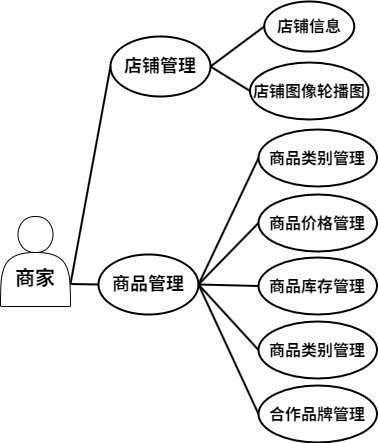 店铺信息
店铺管理
店铺图像轮播图
商品类别管理
商品价格管理
商家
商品管理
商品库存管理
商品类别管理
合作品牌管理